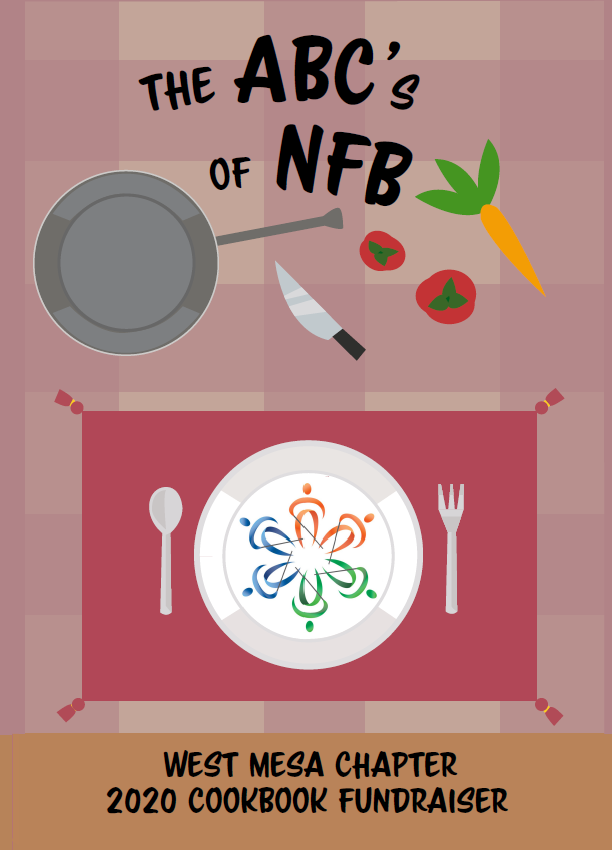 THE ABC's
OF NFB
WEST MESA CHAPTER
2020 COOKBOOK FUNDRAISER